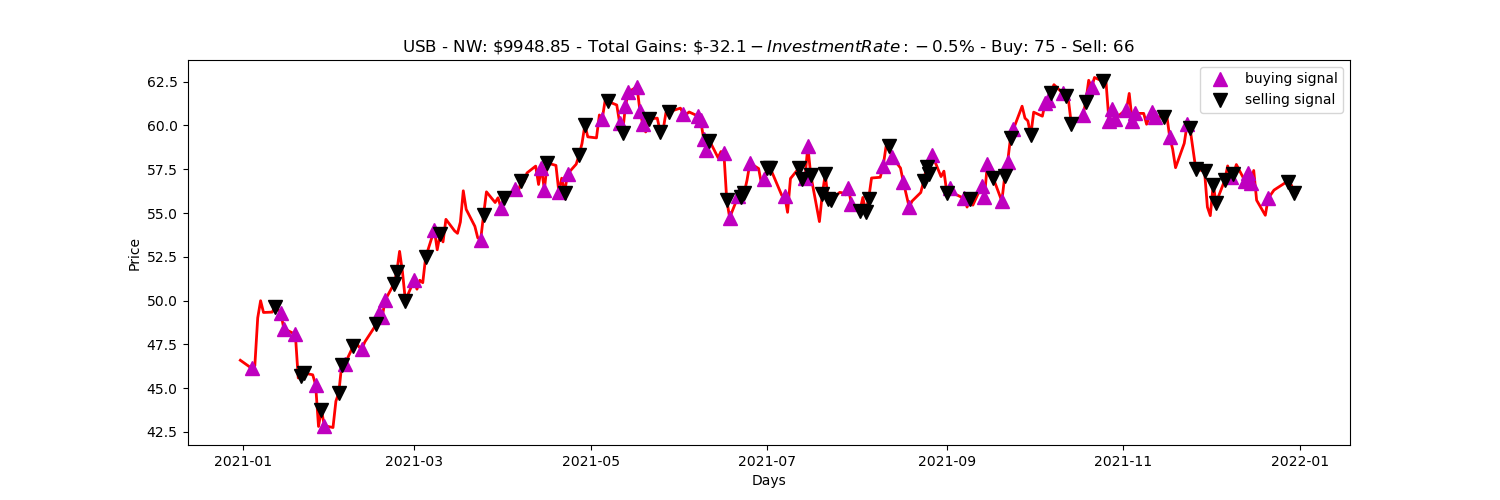 USB - NW: $9948.85 - Total Gains: $-32.1 − InvestmentRate : −0.5% - Buy: 75 - Sell: 66
buying signal
selling signal
Price
62.5
60.0
57.5
55.0
52.5
50.0
47.5
45.0
42.5
2021-01 2021-03 2021-05 2021-07 2021-09 2021-11 2022-01
Days